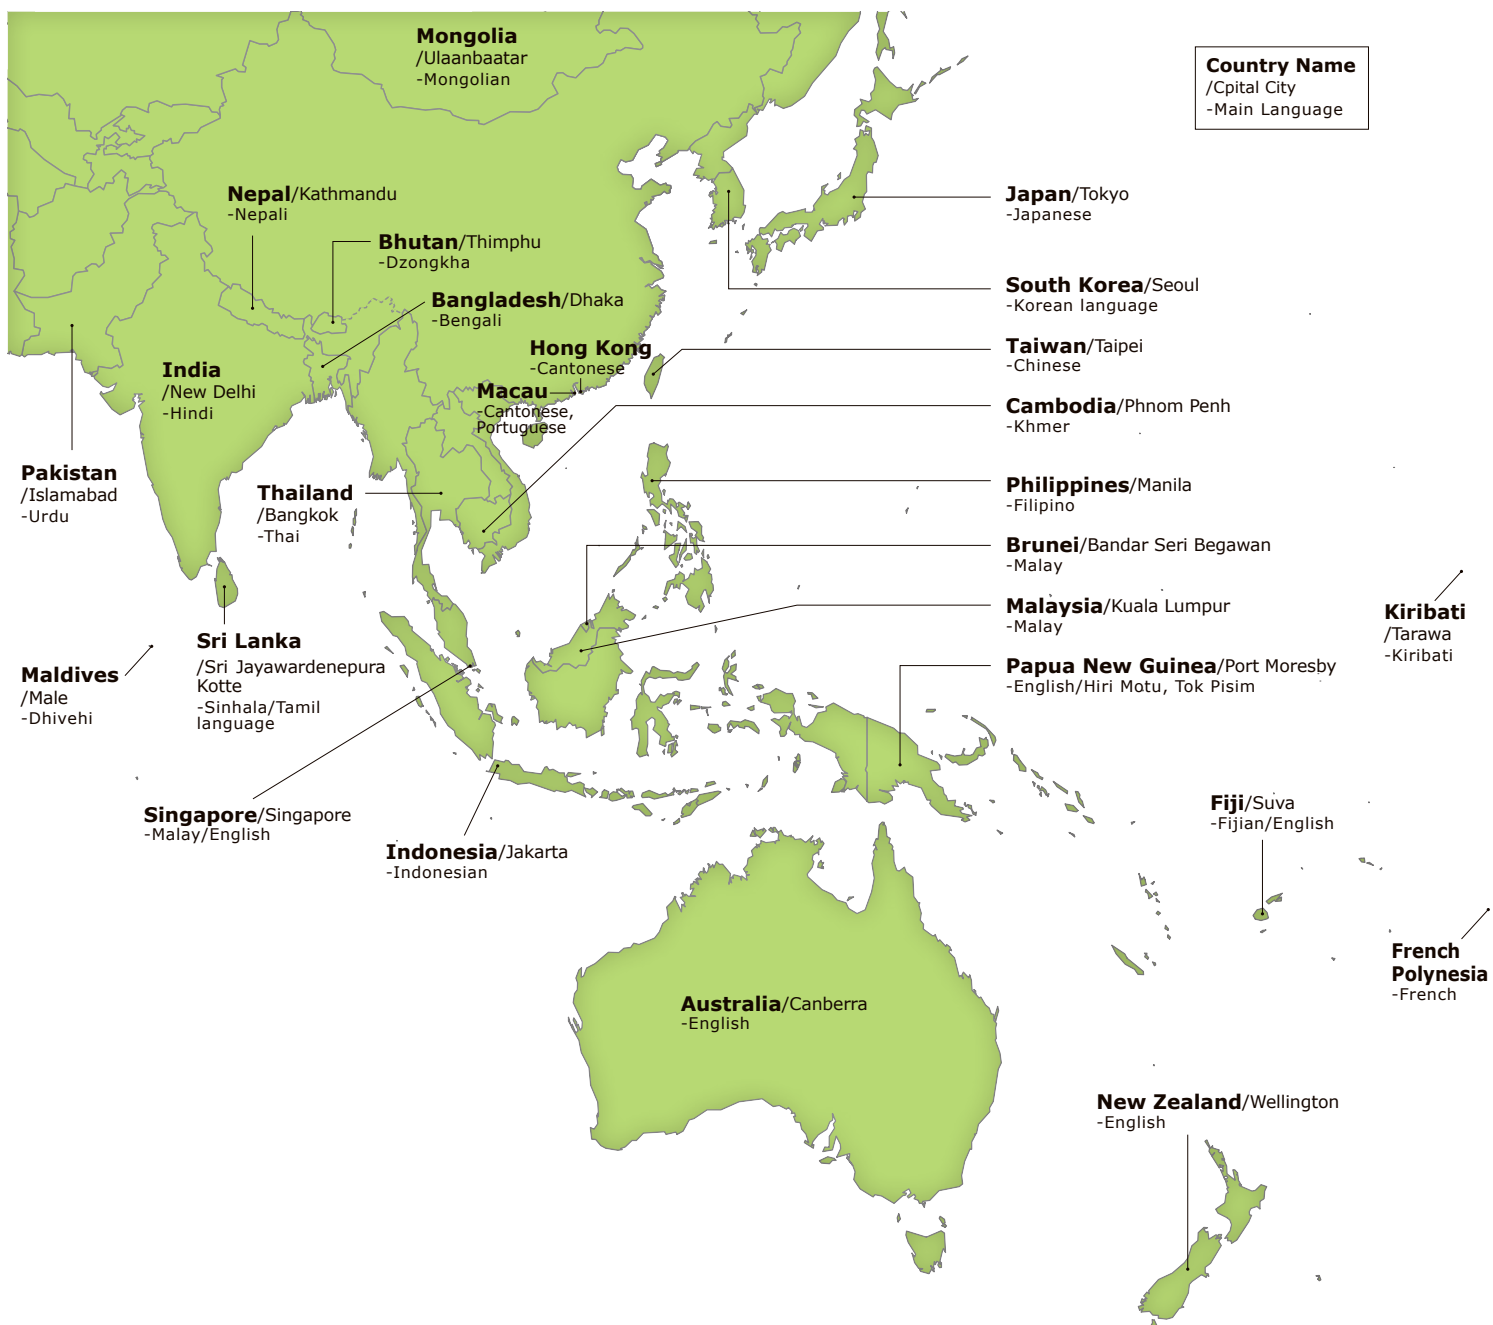 Mongolia
/Ulaanbaatar
-Mongolian
Country Name
/Cpital City
-Main Language
Nepal/Kathmandu
-Nepali
Bhutan/Thimphu
-Dzongkha
Bangladesh/Dhaka
-Bengali
Hong Kong
-Cantonese
Macau
-Cantonese,
Portuguese
India
/New Delhi
-Hindi
Pakistan
/Islamabad
-Urdu
Thailand
/Bangkok
-Thai
Sri Lanka
/Sri Jayawardenepura
Kotte
-Sinhala/Tamil
language
Maldives
/Male
-Dhivehi
Singapore/Singapore
-Malay/English
Indonesia/Jakarta
-Indonesian
Japan/Tokyo
-Japanese
South Korea/Seoul
-Korean language
Taiwan/Taipei
-Chinese
Cambodia/Phnom Penh
-Khmer
Philippines/Manila
-Filipino
Brunei/Bandar Seri Begawan
-Malay
Malaysia/Kuala Lumpur
-Malay
Papua New Guinea/Port Moresby
-English/Hiri Motu, Tok Pisim
Kiribati
/Tarawa
-Kiribati
Fiji/Suva
-Fijian/English
French
Polynesia
-French
Australia/Canberra
-English
New Zealand/Wellington
-English